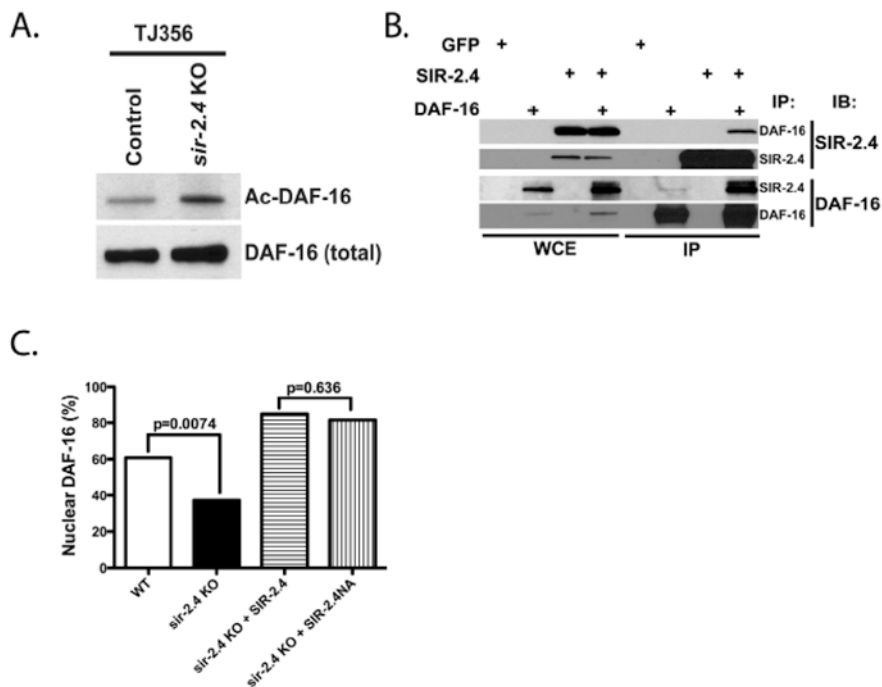 A.
TJ356
Control
sir-2.4 KO
Ac-DAF-16
DAF-16 (total)
B.
GFP + +
SIR-2.4 + + + +
DAF-16 + + + + IP: IB:
DAF-16
SIR-2.4
SIR-2.4
SIR-2.4
DAF-16
DAF-16
WCE IP
C.
Nuclear DAF-16 (%)
100
80
60
40
20
0
p=0.0074
p=0.636
WT
sir-2.4 KO
sir-2.4 KO + SIR-2.4
sir-2.4 KO + SIR-2.4NA